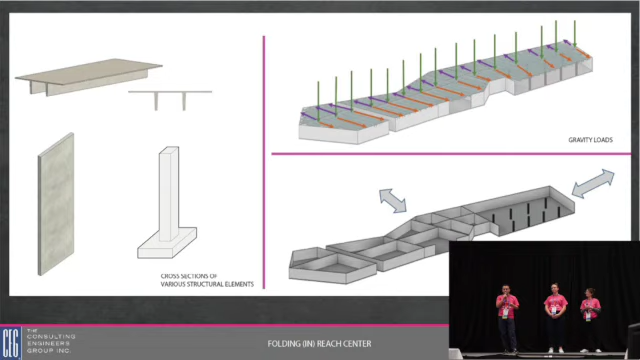 GRAVITY LOADS
CROSS SECTIONS OF
VARIOUS STRUCTURAL ELEMENTS
CEG
THE
CONSULTING
ENGINEERS
GROUP INC.
FOLDING (IN) REACH CENTER